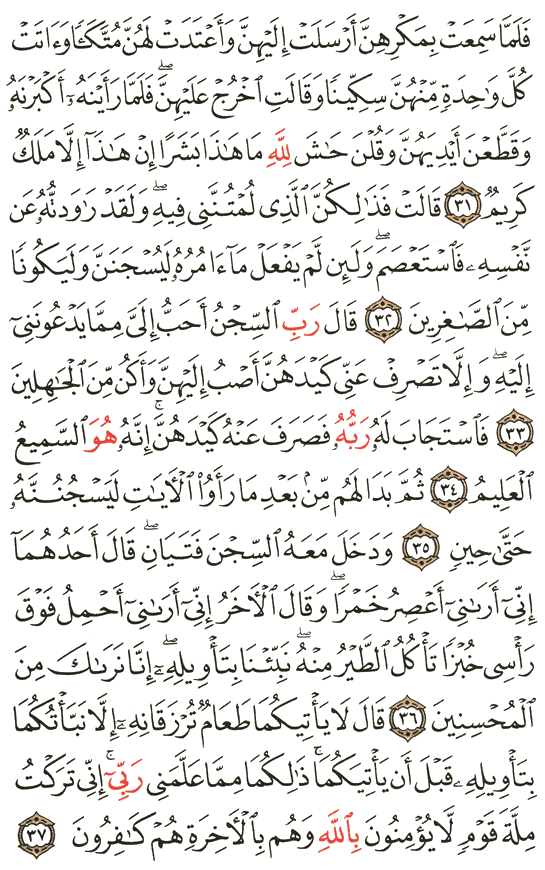 فَلَمَّا سَمِعَتْ بِمَكْرِهِنَّ أَرْسَلَتْ إِلَيْهِنَّ وَأَعْتَدَتْ لَهُنَّ مُتَّكَـًٔا وَءَاتَتْ
كُلَّ وَٰحِدَةٍ مِّنْهُنَّ سِكِّينًا وَقَالَتِ ٱخْرُجْ عَلَيْهِنَّ ۖ فَلَمَّا رَأَيْنَهُۥٓ أَكْبَرْنَهُۥ
وَقَطَّعْنَ أَيْدِيَهُنَّ وَقُلْنَ حَٰشَ لِلَّهِ مَا هَٰذَا بَشَرًا إِنْ هَٰذَآ إِلَّا مَلَكٌ
كَرِيمٌ ٣١ قَالَتْ فَذَٰلِكُنَّ ٱلَّذِى لُمْتُنَّنِى فِيهِ ۖ وَلَقَدْ رَٰوَدتُّهُۥ عَن
نَّفْسِهِۦ فَٱسْتَعْصَمَ ۖ وَلَئِن لَّمْ يَفْعَلْ مَآ ءَامُرُهُۥ لَيُسْجَنَنَّ وَلَيَكُونًا
مِّنَ ٱلصَّٰغِرِينَ ٣٢ قَالَ رَبِّ ٱلسِّجْنُ أَحَبُّ إِلَىَّ مِمَّا يَدْعُونَنِىٓ
إِلَيْهِ ۖ وَإِلَّا تَصْرِفْ عَنِّى كَيْدَهُنَّ أَصْبُ إِلَيْهِنَّ وَأَكُن مِّنَ ٱلْجَٰهِلِينَ
٣٣ فَٱسْتَجَابَ لَهُۥ رَبُّهُۥ فَصَرَفَ عَنْهُ كَيْدَهُنَّ ۚ إِنَّهُۥ هُوَ ٱلسَّمِيعُ
ٱلْعَلِيمُ ٣٤ ثُمَّ بَدَا لَهُم مِّنۢ بَعْدِ مَا رَأَوُا۟ ٱلْءَايَٰتِ لَيَسْجُنُنَّهُۥ
حَتَّىٰ حِينٍ ٣٥ وَدَخَلَ مَعَهُ ٱلسِّجْنَ فَتَيَانِ ۖ قَالَ أَحَدُهُمَآ
إِنِّىٓ أَرَىٰنِىٓ أَعْصِرُ خَمْرًا ۖ وَقَالَ ٱلْءَاخَرُ إِنِّىٓ أَرَىٰنِىٓ أَحْمِلُ فَوْقَ
رَأْسِى خُبْزًا تَأْكُلُ ٱلطَّيْرُ مِنْهُ ۖ نَبِّئْنَا بِتَأْوِيلِهِۦٓ ۖ إِنَّا نَرَىٰكَ مِنَ
ٱلْمُحْسِنِينَ ٣٦ قَالَ لَا يَأْتِيكُمَا طَعَامٌ تُرْزَقَانِهِۦٓ إِلَّا نَبَّأْتُكُمَا
بِتَأْوِيلِهِۦ قَبْلَ أَن يَأْتِيَكُمَا ۚ ذَٰلِكُمَا مِمَّا عَلَّمَنِى رَبِّىٓ ۚ إِنِّى تَرَكْتُ
مِلَّةَ قَوْمٍ لَّا يُؤْمِنُونَ بِٱللَّهِ وَهُم بِٱلْءَاخِرَةِ هُمْ كَٰفِرُونَ ٣٧